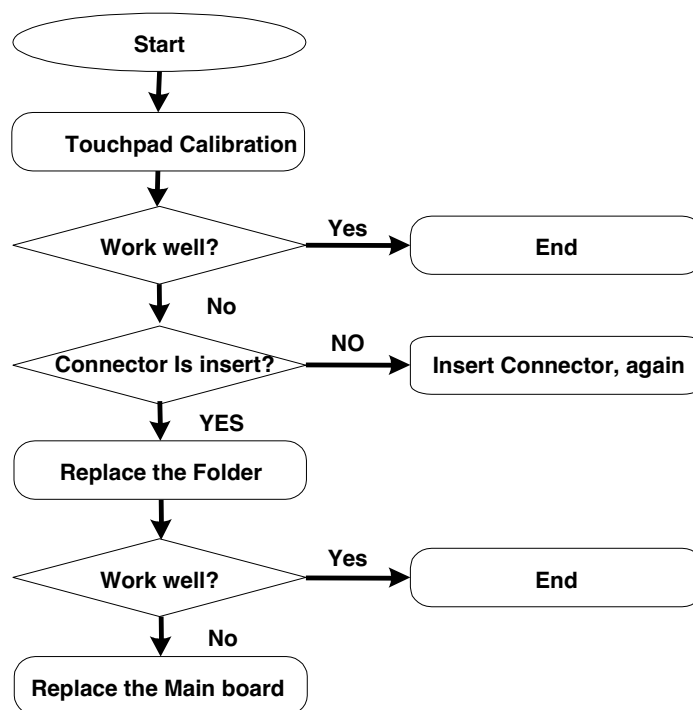 Start
Touchpad Calibration
Work well?
Yes
End
No
Connector Is insert?
NO
Insert Connector, again
YES
Replace the Folder
Work well?
Yes
End
No
Replace the Main board